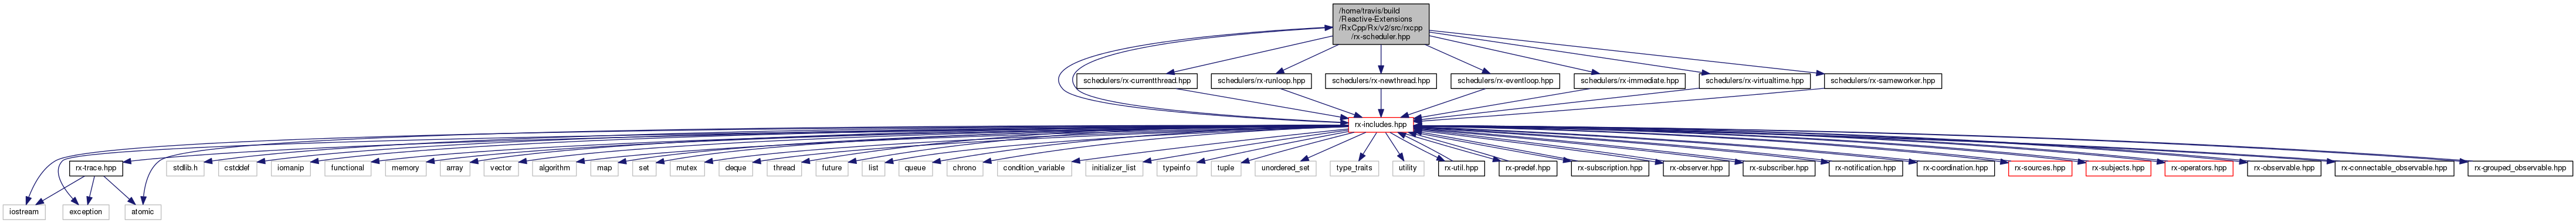 /home/travis/build
/Reactive-Extensions
/RxCpp/Rx/v2/src/rxcpp
/rx-scheduler.hpp
schedulers/rx-currentthread.hpp
schedulers/rx-runloop.hpp
schedulers/rx-newthread.hpp
schedulers/rx-eventloop.hpp
schedulers/rx-immediate.hpp
schedulers/rx-virtualtime.hpp
schedulers/rx-sameworker.hpp
rx-includes.hpp
rx-trace.hpp
stdlib.h
cstddef
iomanip
functional
memory
array
vector
algorithm
map
set
mutex
deque
thread
future
list
queue
chrono
condition_variable
initializer_list
typeinfo
tuple
unordered_set
type_traits
utility
rx-util.hpp
rx-predef.hpp
rx-subscription.hpp
rx-observer.hpp
rx-subscriber.hpp
rx-notification.hpp
rx-coordination.hpp
rx-sources.hpp
rx-subjects.hpp
rx-operators.hpp
rx-observable.hpp
rx-connectable_observable.hpp
rx-grouped_observable.hpp
iostream
exception
atomic